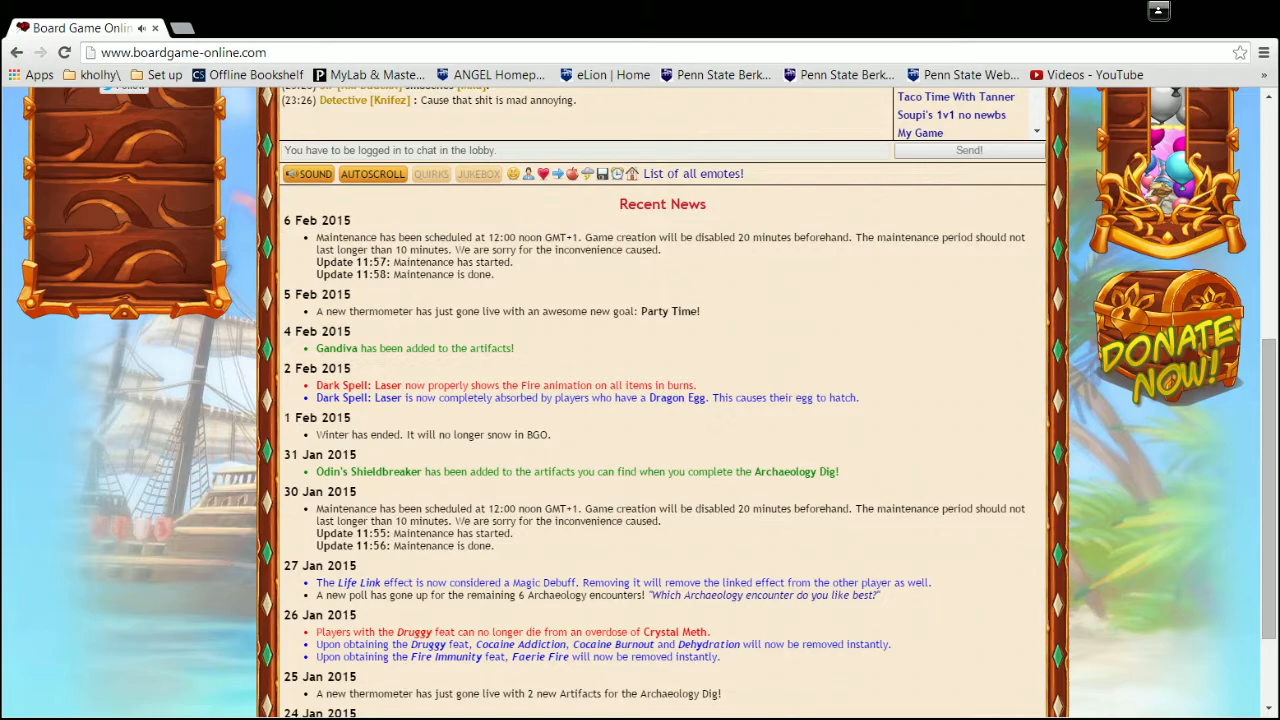 Board Game Onlin
www.boardgame-online.com
Apps kholhy\ Set up Offline Bookshelf MyLab & Maste... ANGEL Homep... eLion | Home Penn State Berk... Penn State Berk... Penn State Web... Videos - YouTube »
Follow
(23:26) Detective [Knifez] : Cause that shit is mad annoying.
Taco Time With Tanner
Soupi's 1v1 no newbs
My Game
You have to be logged in to chat in the lobby.
Send!
SOUND AUTOSCROLL QUIRKS JUKEBOX List of all emotes!
Recent News
6 Feb 2015
• Maintenance has been scheduled at 12:00 noon GMT+1. Game creation will be disabled 20 minutes beforehand. The maintenance period should not
last longer than 10 minutes. We are sorry for the inconvenience caused.
Update 11:57: Maintenance has started.
Update 11:58: Maintenance is done.
5 Feb 2015
• A new thermometer has just gone live with an awesome new goal: Party Time!
4 Feb 2015
• Gandiva has been added to the artifacts!
2 Feb 2015
• Dark Spell: Laser now properly shows the Fire animation on all items in burns.
• Dark Spell: Laser is now completely absorbed by players who have a Dragon Egg. This causes their egg to hatch.
1 Feb 2015
• Winter has ended. It will no longer snow in BGO.
31 Jan 2015
• Odin's Shieldbreaker has been added to the artifacts you can find when you complete the Archaeology Dig!
30 Jan 2015
• Maintenance has been scheduled at 12:00 noon GMT+1. Game creation will be disabled 20 minutes beforehand. The maintenance period should not
last longer than 10 minutes. We are sorry for the inconvenience caused.
Update 11:55: Maintenance has started.
Update 11:56: Maintenance is done.
27 Jan 2015
• The Life Link effect is now considered a Magic Debuff. Removing it will remove the linked effect from the other player as well.
• A new poll has gone up for the remaining 6 Archaeology encounters! "Which Archaeology encounter do you like best?"
26 Jan 2015
• Players with the Druggy feat can no longer die from an overdose of Crystal Meth.
• Upon obtaining the Druggy feat, Cocaine Addiction, Cocaine Burnout and Dehydration will now be removed instantly.
• Upon obtaining the Fire Immunity feat, Faerie Fire will now be removed instantly.
25 Jan 2015
• A new thermometer has just gone live with 2 new Artifacts for the Archaeology Dig!
24 Jan 2015
DONATE
NOW!